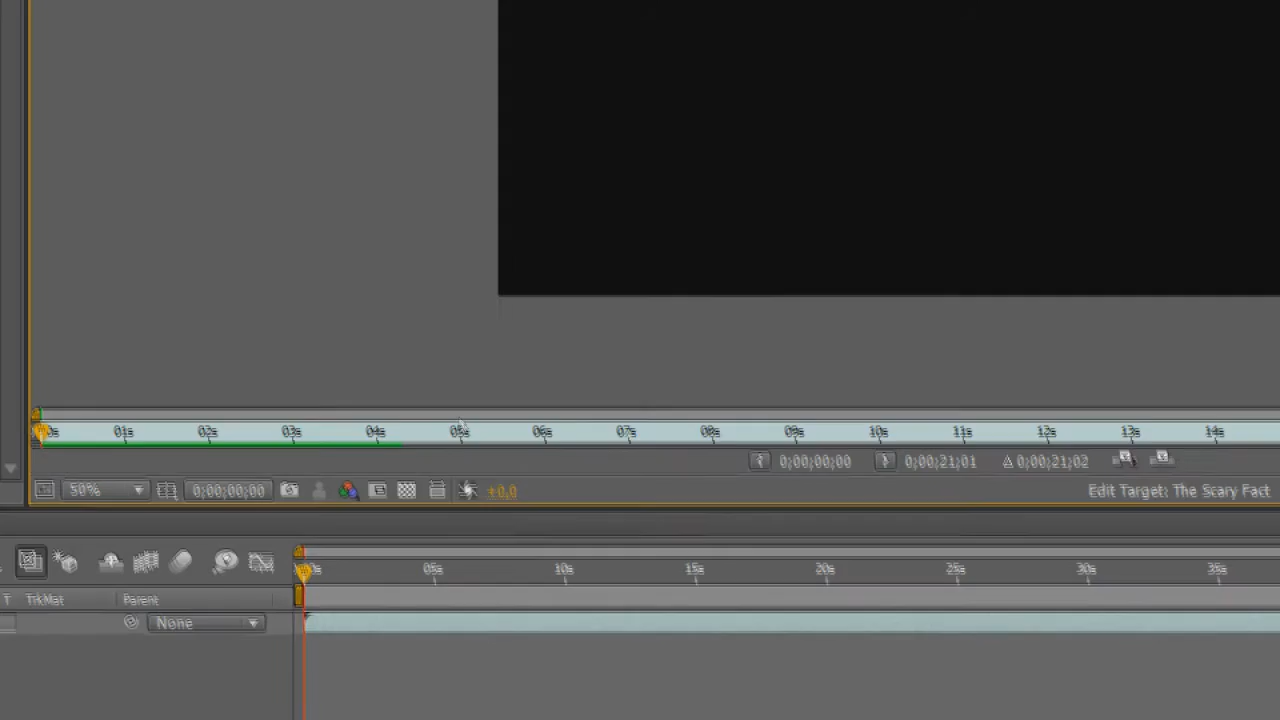 0s 01s 02s 03s 04s 05s 06s 07s 08s 09s 10s 11s 12s 13s 14s
0;00;00;00 0;00;21;01 Δ 0;00;21;02
50% 0;00;00;00 +0.0 Edit Target: The Scary Fact
0s 05s 10s 15s 20s 25s 30s 35s
T TrkMat Parent
None